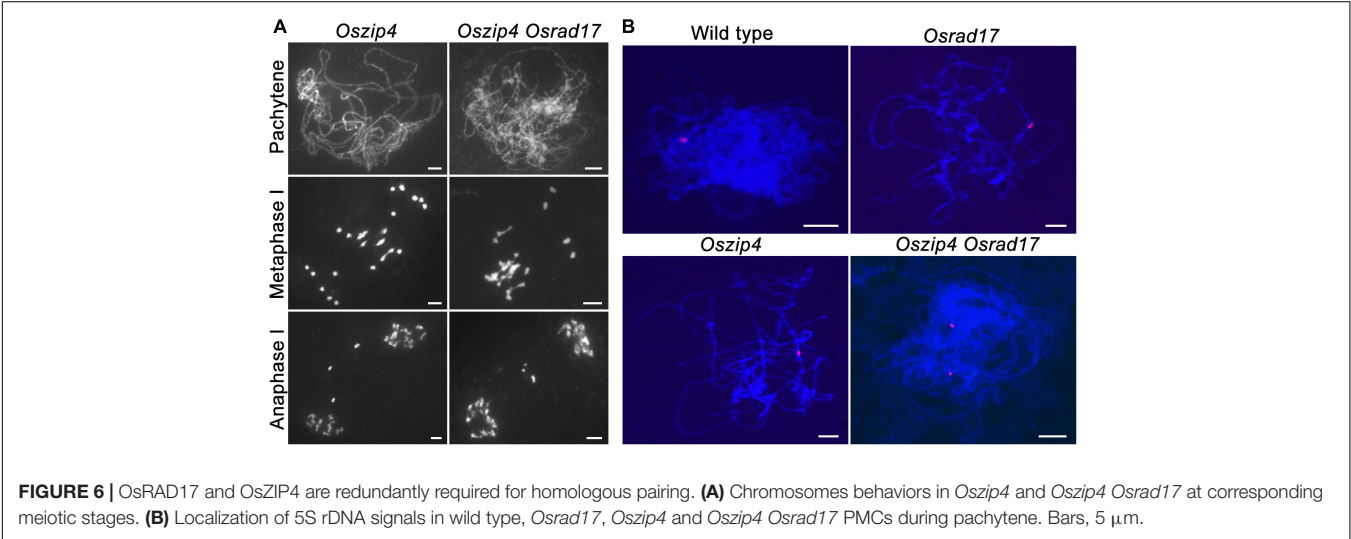 A
Oszip4
Oszip4 Osrad17
B
Wild type
Osrad17
Pachytene
Metaphase I
Anaphase I
Oszip4
Oszip4 Osrad17
FIGURE 6 | OsRAD17 and OsZIP4 are redundantly required for homologous pairing. (A) Chromosomes behaviors in Oszip4 and Oszip4 Osrad17 at corresponding
meiotic stages. (B) Localization of 5S rDNA signals in wild type, Osrad17, Oszip4 and Oszip4 Osrad17 PMCs during pachytene. Bars, 5 μm.